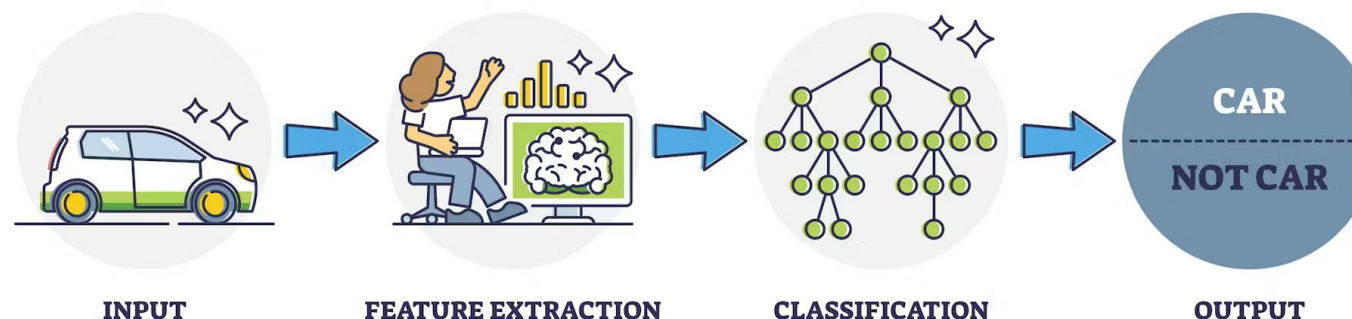 CAR
NOT CAR
INPUT
FEATURE EXTRACTION
CLASSIFICATION
OUTPUT